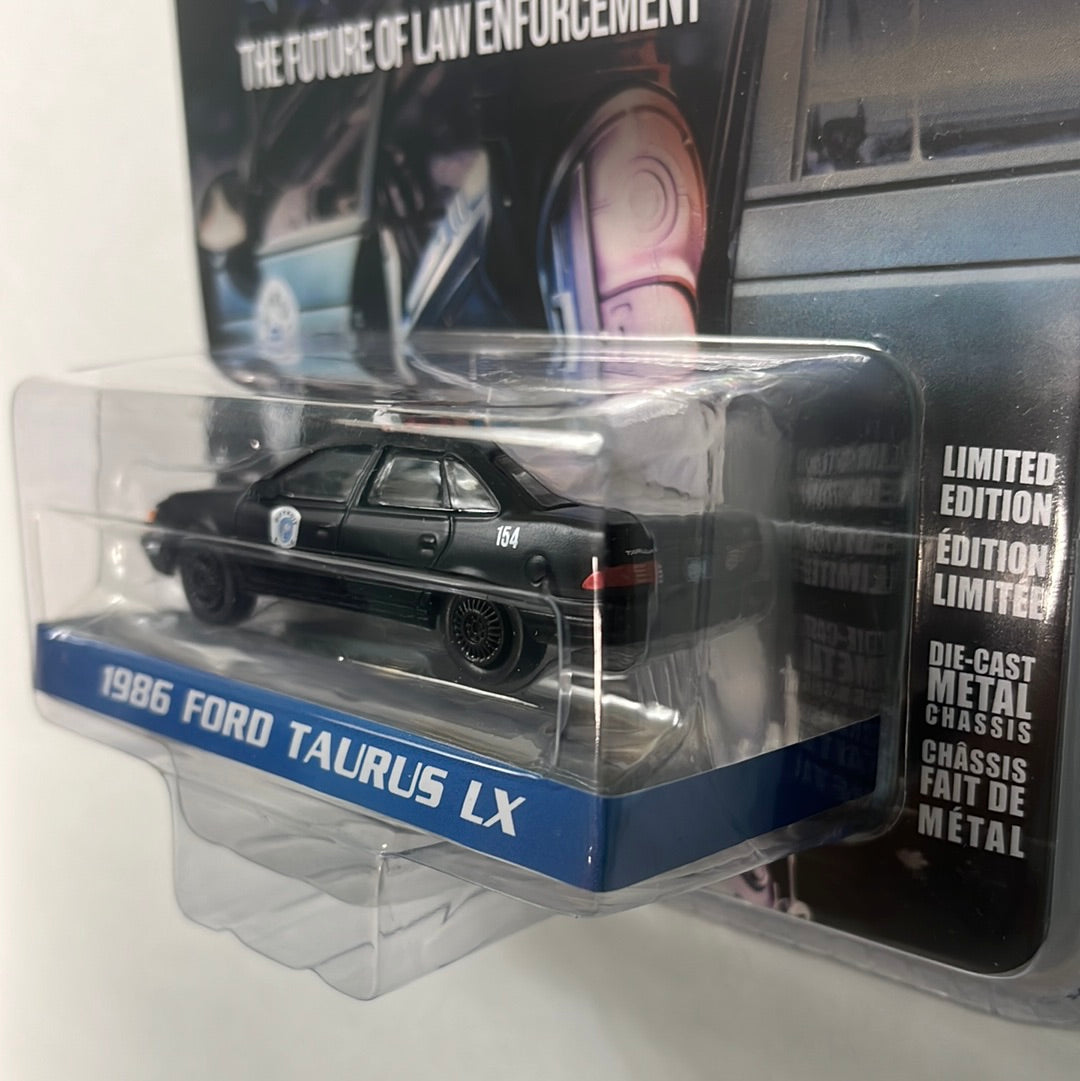 THE FUTURE OF LAW ENFORCEMENT
154
1986 FORD TAURUS LX
LIMITED
EDITION
ÉDITION
LIMITÉE
DIE-CAST
METAL
CHASSIS
CHÂSSIS
FAIT DE
MÉTAL